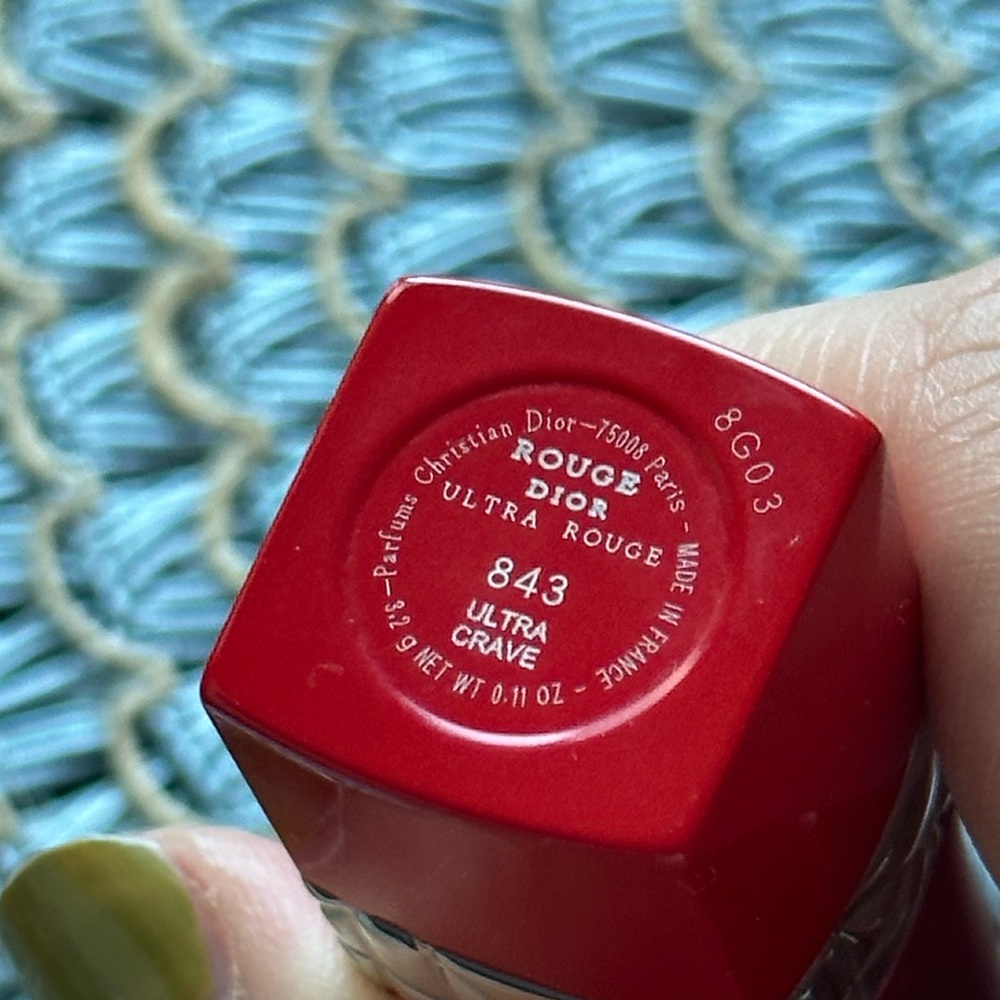 Parfums Christian Dior–75008 Paris - MADE IN FRANCE - 3,2 g NET WT 0.11 OZ –
ROUGE
DIOR
ULTRA ROUGE
843
ULTRA
CRAVE
8G03